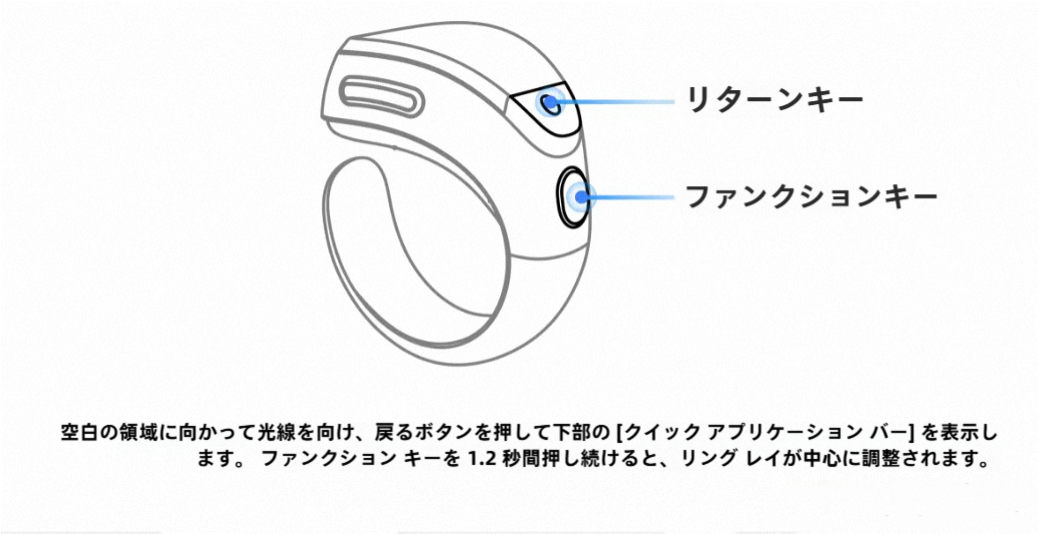 リターンキー
ファンクションキー
空白の領域に向かって光線を向け、戻るボタンを押して下部の [クイック アプリケーション バー] を表示し
ます。 ファンクション キーを 1.2 秒間押し続けると、リング レイが中心に調整されます。